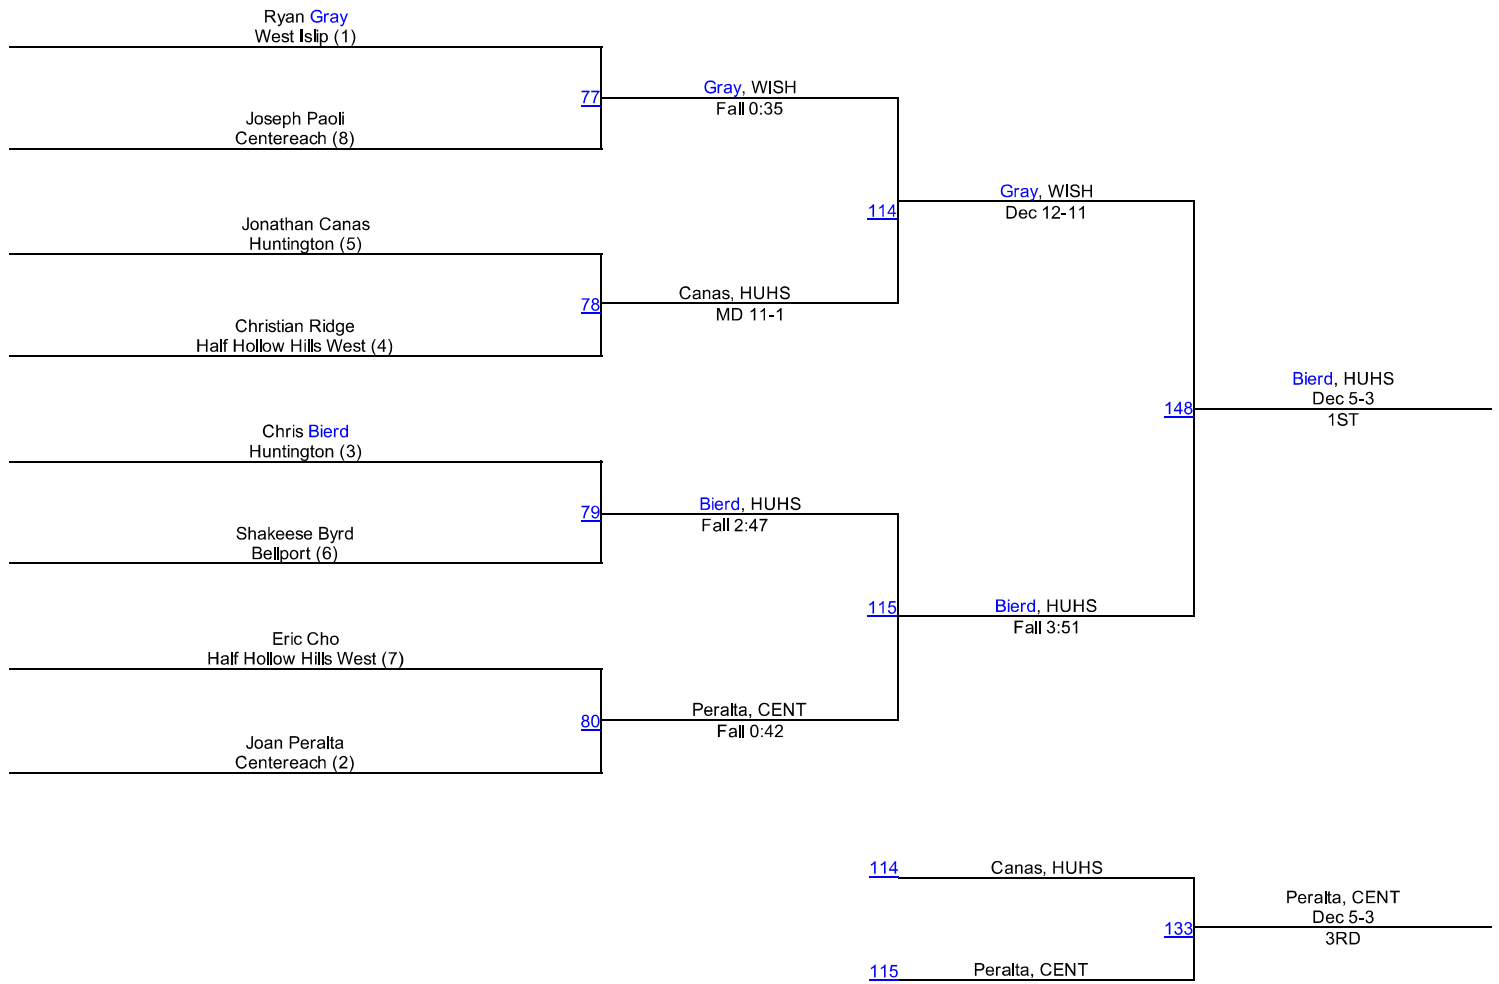 Ryan Gray
West Islip (1)
77
Gray, WISH
Fall 0:35
Joseph Paoli
Centereach (8)
114
Gray, WISH
Dec 12-11
Jonathan Canas
Huntington (5)
78
Canas, HUHS
MD 11-1
Christian Ridge
Half Hollow Hills West (4)
148
Bierd, HUHS
Dec 5-3
1ST
Chris Bierd
Huntington (3)
79
Bierd, HUHS
Fall 2:47
Shakeese Byrd
Bellport (6)
115
Bierd, HUHS
Fall 3:51
Eric Cho
Half Hollow Hills West (7)
80
Peralta, CENT
Fall 0:42
Joan Peralta
Centereach (2)
114
Canas, HUHS
133
Peralta, CENT
Dec 5-3
3RD
115
Peralta, CENT